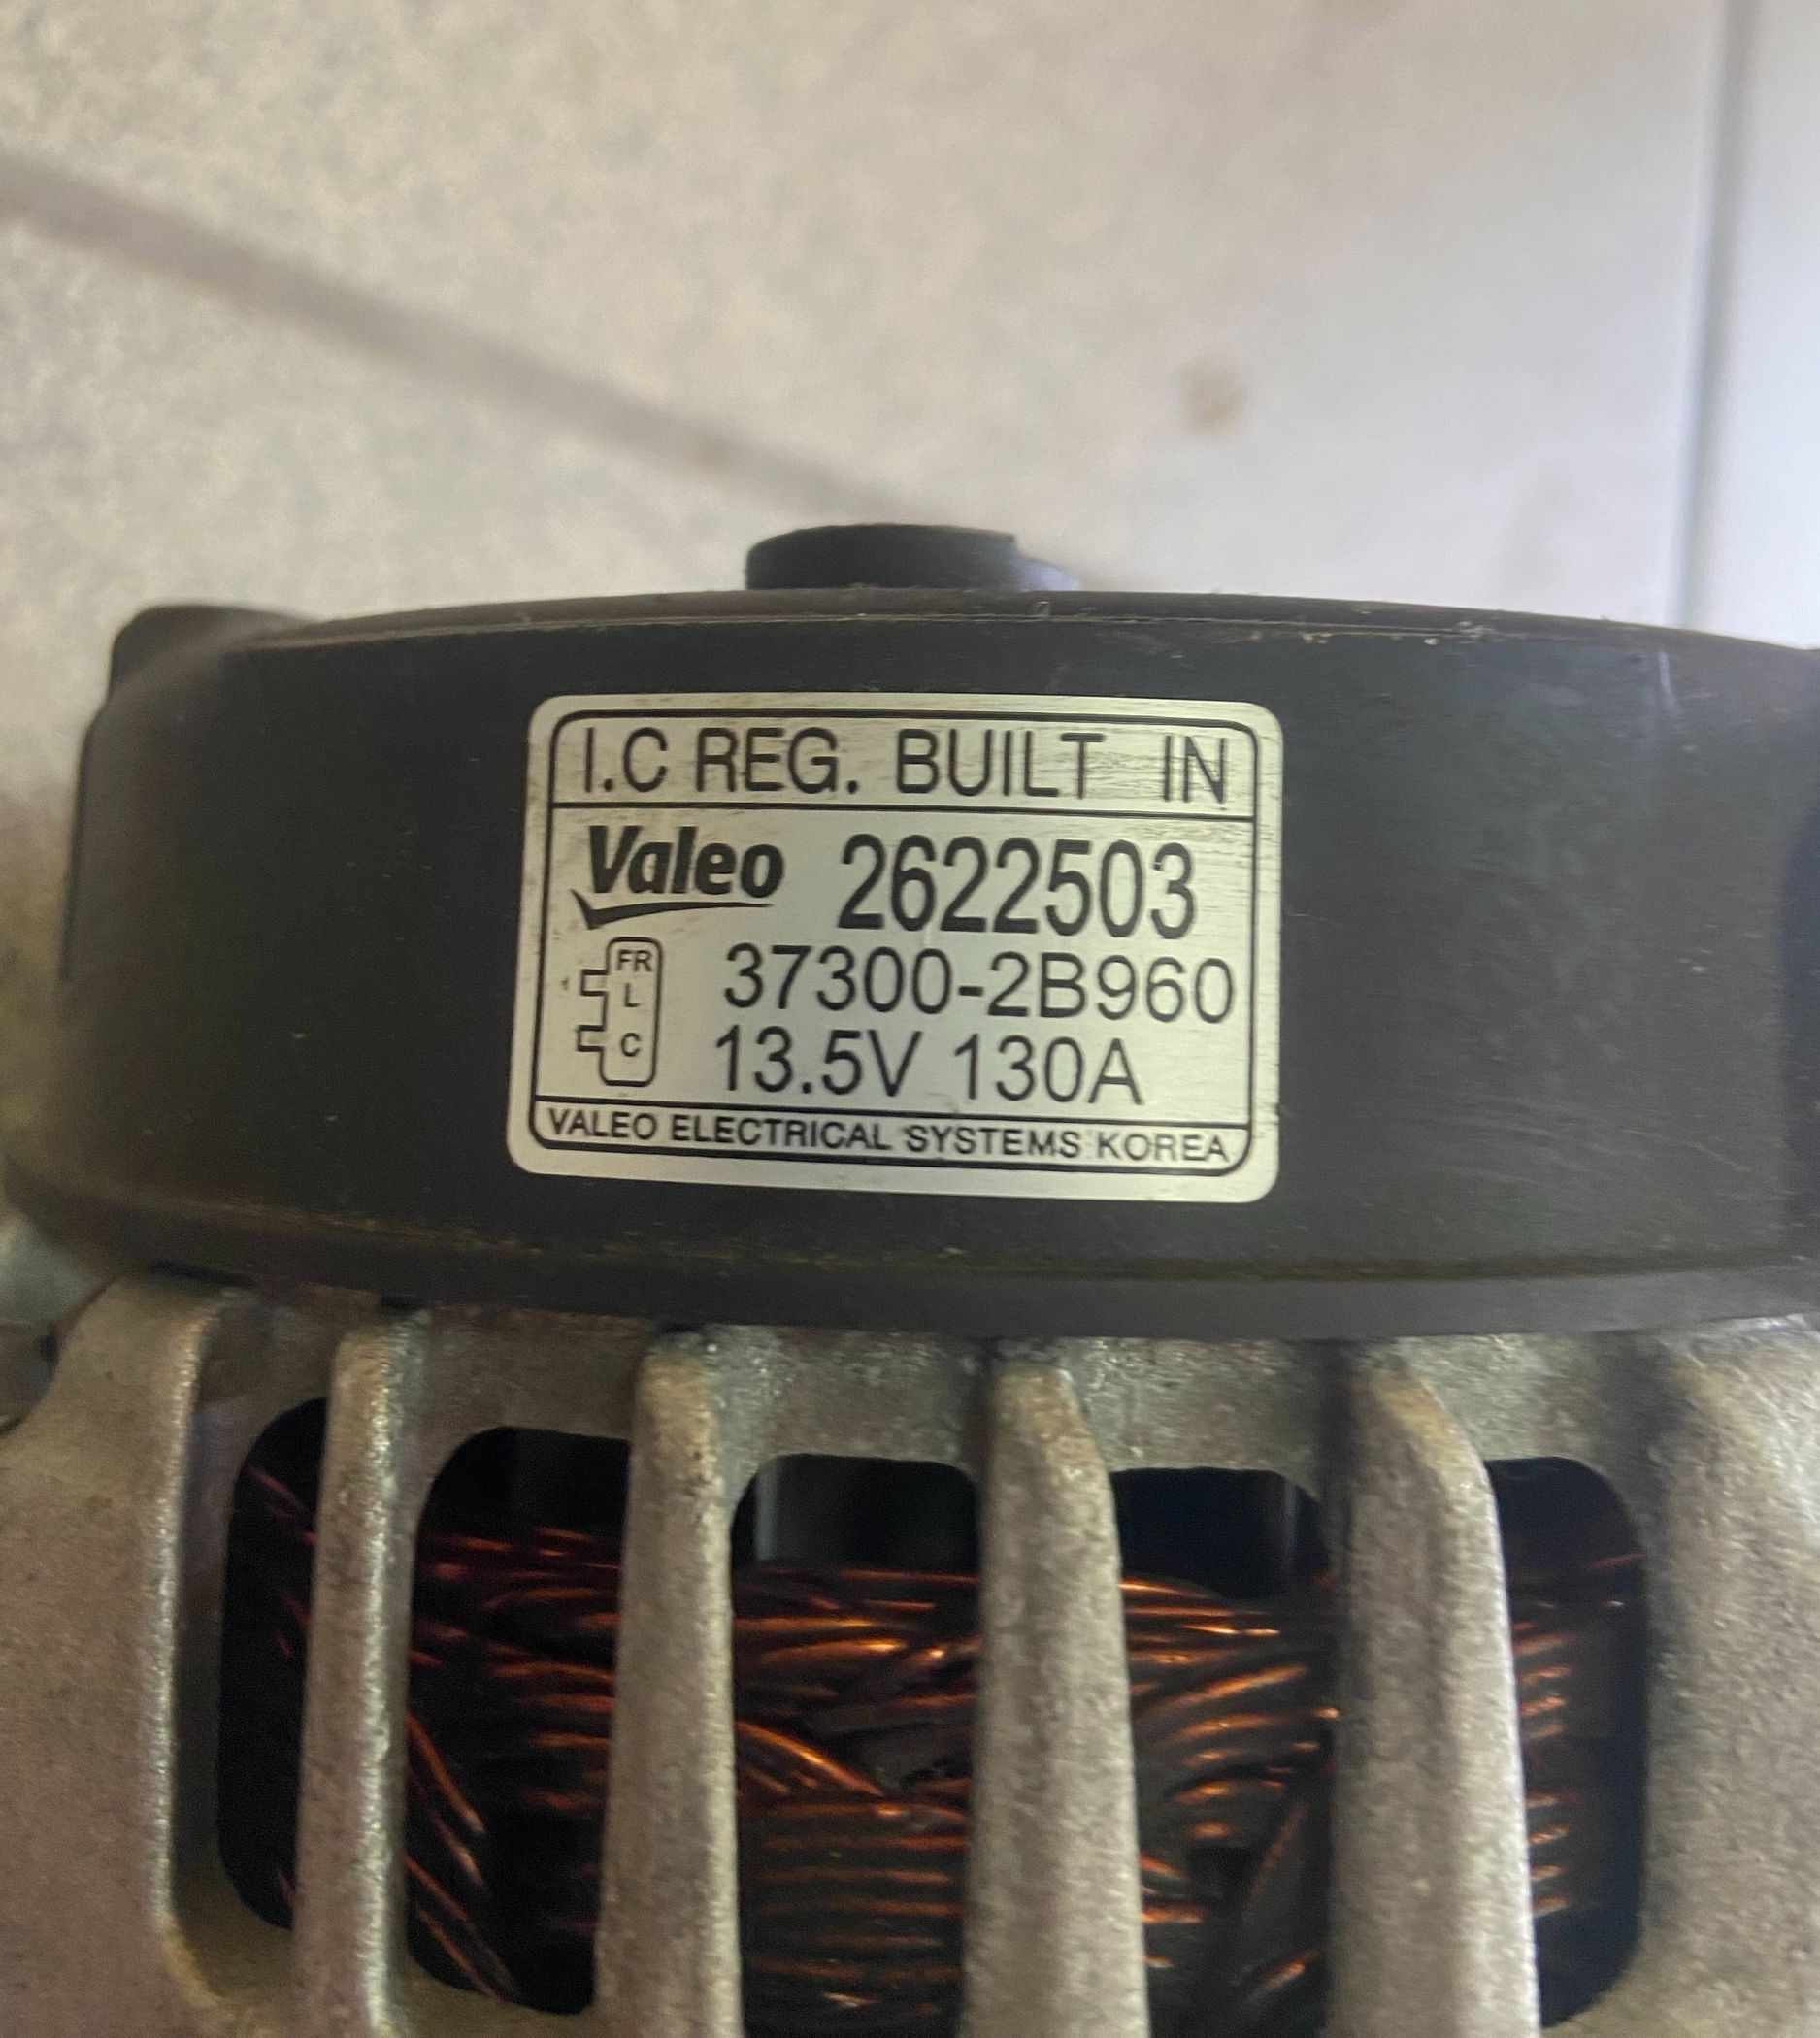 I.C REG. BUILT IN
Valeo 2622503
FR
L 37300-2B960
C 13.5V 130A
VALEO ELECTRICAL SYSTEMS KOREA